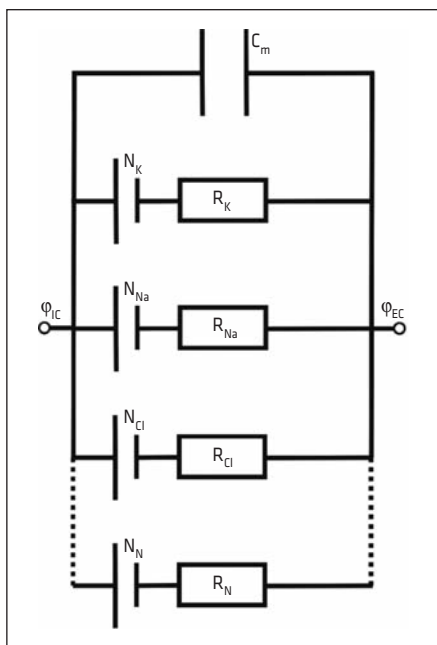 C_m
N_K
R_K
N_Na
R_Na
φ_IC
φ_EC
N_Cl
R_Cl
N_N
R_N